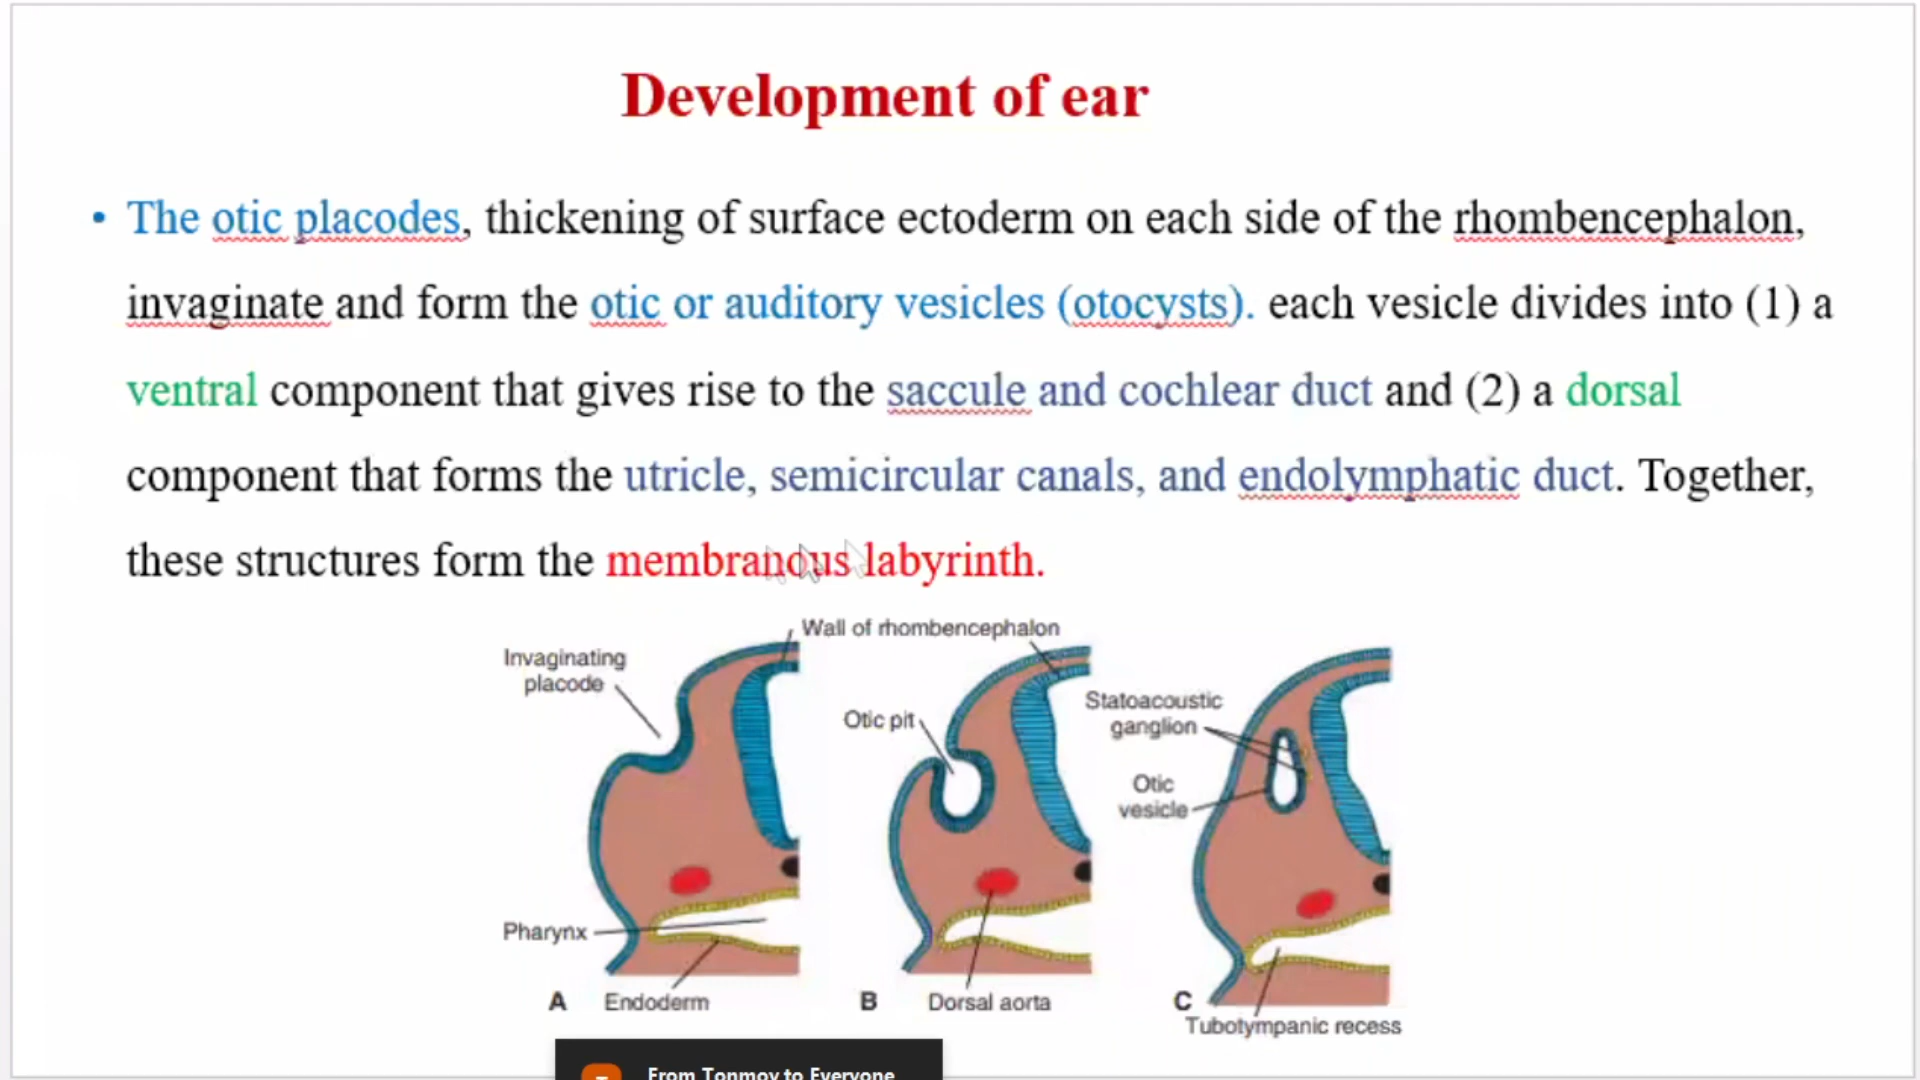 Development of ear
• The otic placodes, thickening of surface ectoderm on each side of the rhombencephalon,
invaginate and form the otic or auditory vesicles (otocysts). each vesicle divides into (1) a
ventral component that gives rise to the saccule and cochlear duct and (2) a dorsal
component that forms the utricle, semicircular canals, and endolymphatic duct. Together,
these structures form the membranous labyrinth.
Wall of rhombencephalon
Invaginating
placode
Otic pit
Statoacoustic
ganglion
Otic
vesicle
Pharynx
A Endoderm
B Dorsal aorta
C
Tubotympanic recess
From Tonmoy to Everyone